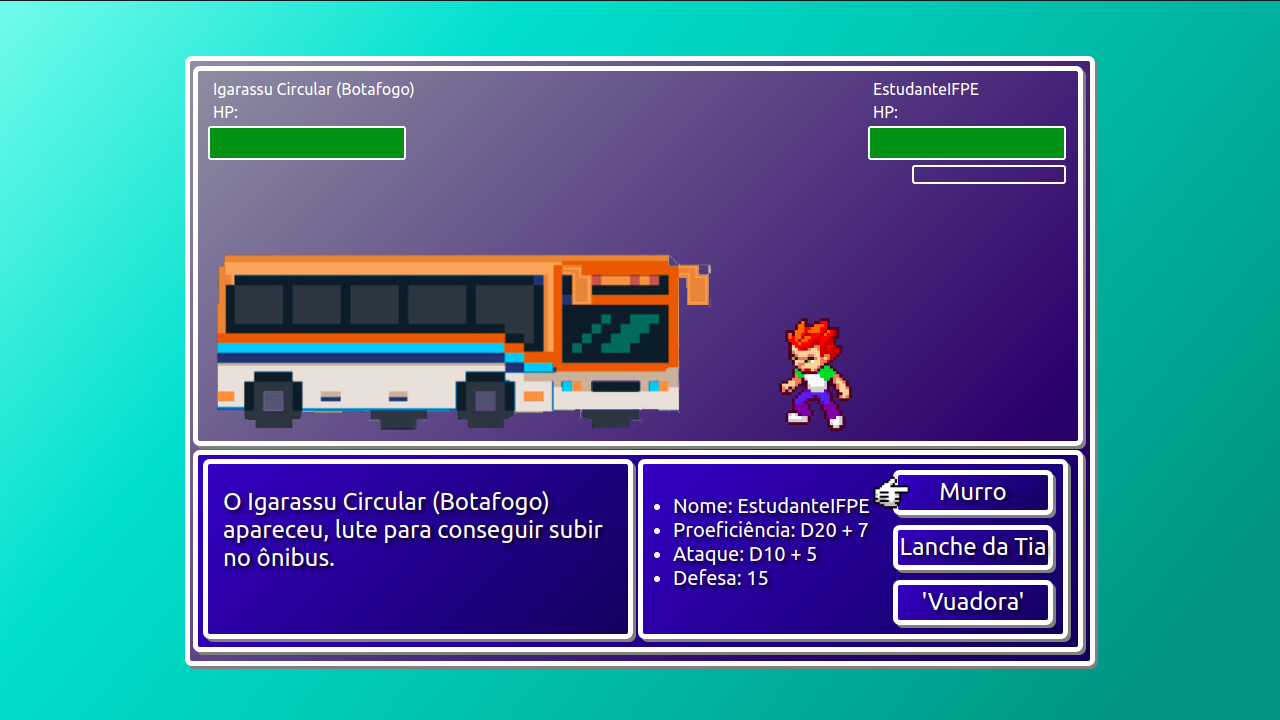 Igarassu Circular (Botafogo)
HP:
EstudanteIFPE
HP:
O Igarassu Circular (Botafogo)
apareceu, lute para conseguir subir
no ônibus.
• Nome: EstudanteIFPE
• Proeficiência: D20 + 7
• Ataque: D10 + 5
• Defesa: 15
Murro
Lanche da Tia
'Vuadora'